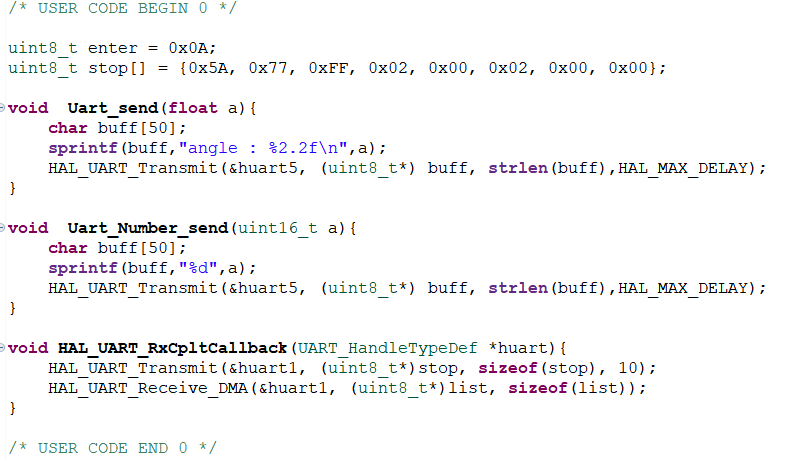 /* USER CODE BEGIN 0 */
uint8_t enter = 0x0A;
uint8_t stop[] = {0x5A, 0x77, 0xFF, 0x02, 0x00, 0x02, 0x00, 0x00};
void  Uart_send(float a){
    char buff[50];
    sprintf(buff,"angle : %2.2f\n",a);
    HAL_UART_Transmit(&huart5, (uint8_t*) buff, strlen(buff),HAL_MAX_DELAY);
}
void  Uart_Number_send(uint16_t a){
    char buff[50];
    sprintf(buff,"%d",a);
    HAL_UART_Transmit(&huart5, (uint8_t*) buff, strlen(buff),HAL_MAX_DELAY);
}
void HAL_UART_RxCpltCallback(UART_HandleTypeDef *huart){
    HAL_UART_Transmit(&huart1, (uint8_t*)stop, sizeof(stop), 10);
    HAL_UART_Receive_DMA(&huart1, (uint8_t*)list, sizeof(list));
}
/* USER CODE END 0 */